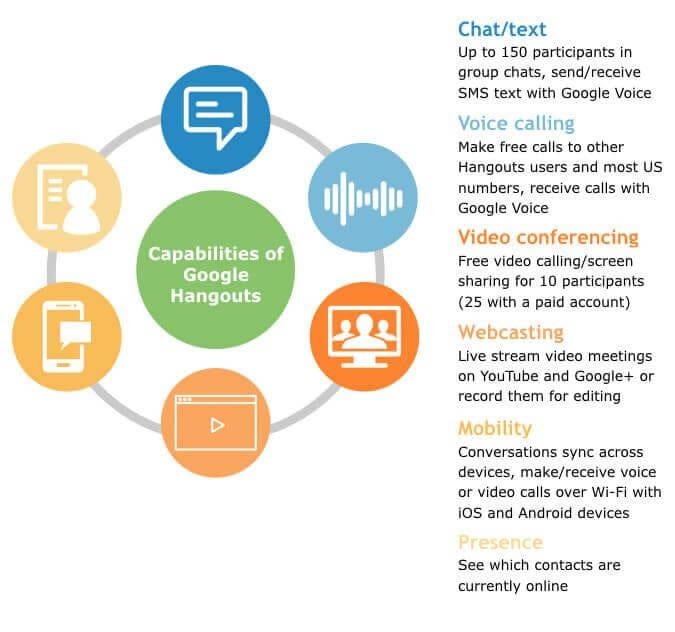 Capabilities of
Google
Hangouts
Chat/text
Up to 150 participants in
group chats, send/receive
SMS text with Google Voice
Voice calling
Make free calls to other
Hangouts users and most US
numbers, receive calls with
Google Voice
Video conferencing
Free video calling/screen
sharing for 10 participants
(25 with a paid account)
Webcasting
Live stream video meetings
on YouTube and Google+ or
record them for editing
Mobility
Conversations sync across
devices, make/receive voice
or video calls over Wi-Fi with
iOS and Android devices
Presence
See which contacts are
currently online